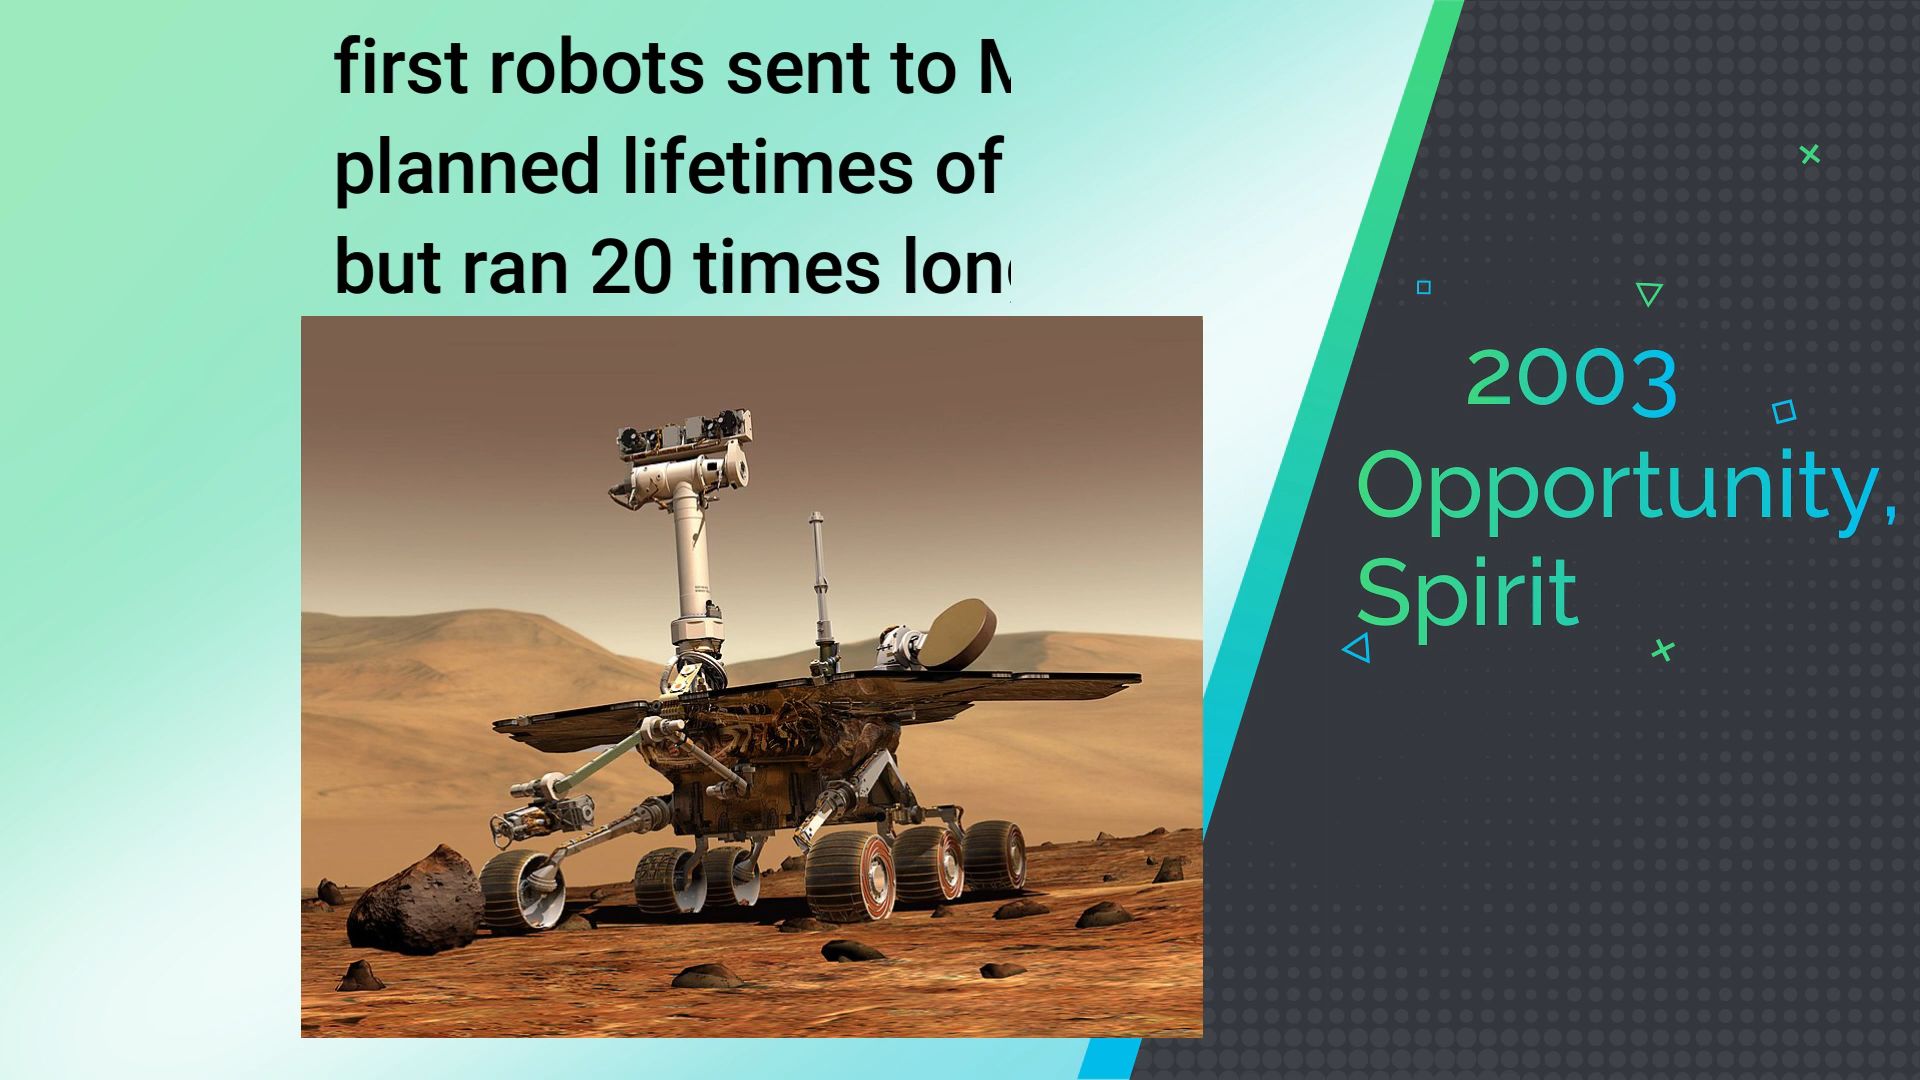 first robots sent to
planned lifetimes of
but ran 20 times
2003
Opportunity,
Spirit